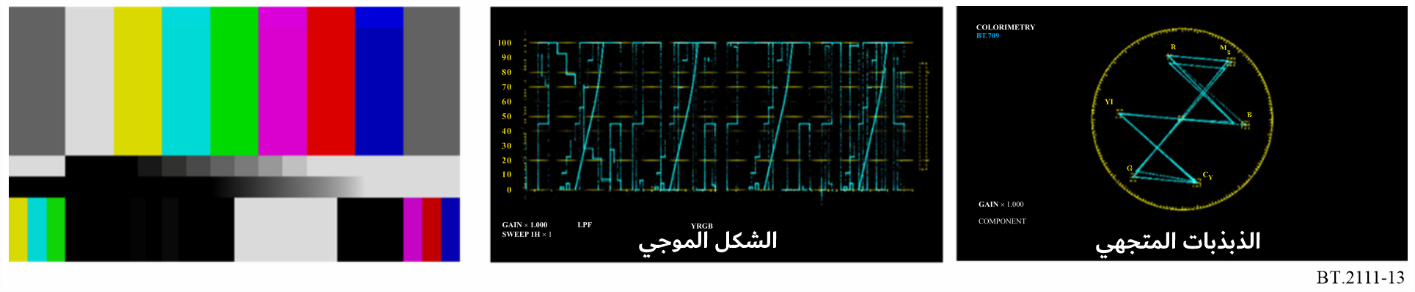 100
90
80
70
60
50
40
30
20
10
0
GAIN × 1.000 LPF YRGB
SWEEP 1H × 1
الشكل الموجي
COLORIMETRY
BT.709
R
Mg
YI
B
G
Cy
GAIN × 1.000
COMPONENT
الذبذبات المتجهي
BT.2111-13